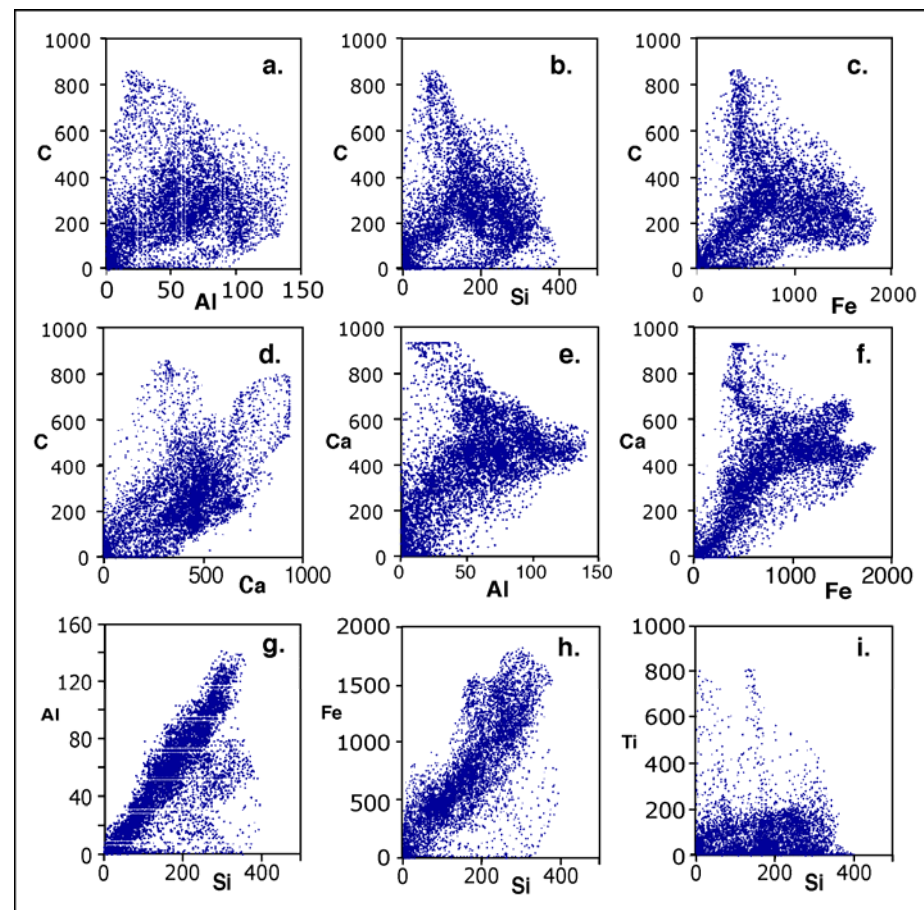 a.
1000
800
600
400
200
0
C
0 50 100 150
Al
b.
1000
800
600
400
200
0
C
0 200 400
Si
c.
1000
800
600
400
200
0
C
0 1000 2000
Fe
d.
1000
800
600
400
200
0
C
0 500 1000
Ca
e.
1000
800
600
400
200
0
Ca
0 50 100 150
Al
f.
1000
800
600
400
200
0
Ca
0 1000 2000
Fe
g.
160
120
80
40
0
Al
0 200 400
Si
h.
2000
1500
1000
500
0
Fe
0 200 400
Si
i.
1000
800
600
400
200
0
Ti
0 200 400
Si